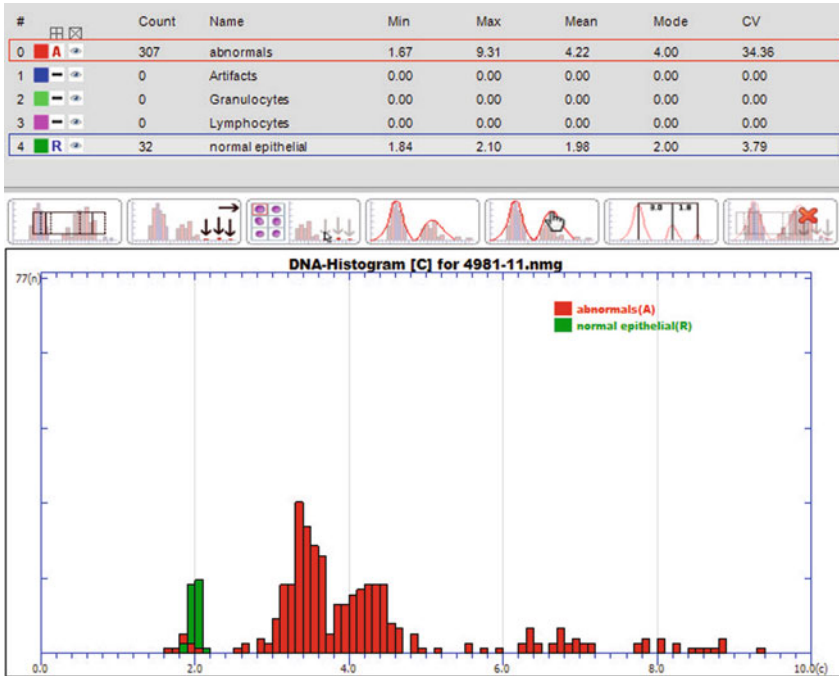 # Count Name Min Max Mean Mode CV
0 A 307 abnormals 1.67 9.31 4.22 4.00 34.36
1 0 Artifacts 0.00 0.00 0.00 0.00 0.00
2 0 Granulocytes 0.00 0.00 0.00 0.00 0.00
3 0 Lymphocytes 0.00 0.00 0.00 0.00 0.00
4 R 32 normal epithelial 1.84 2.10 1.98 2.00 3.79
DNA-Histogram [C] for 4981-11.nmg
77(n)
abnormals(A)
normal epithelial(R)
0.0 2.0 4.0 6.0 8.0 10.0(c)